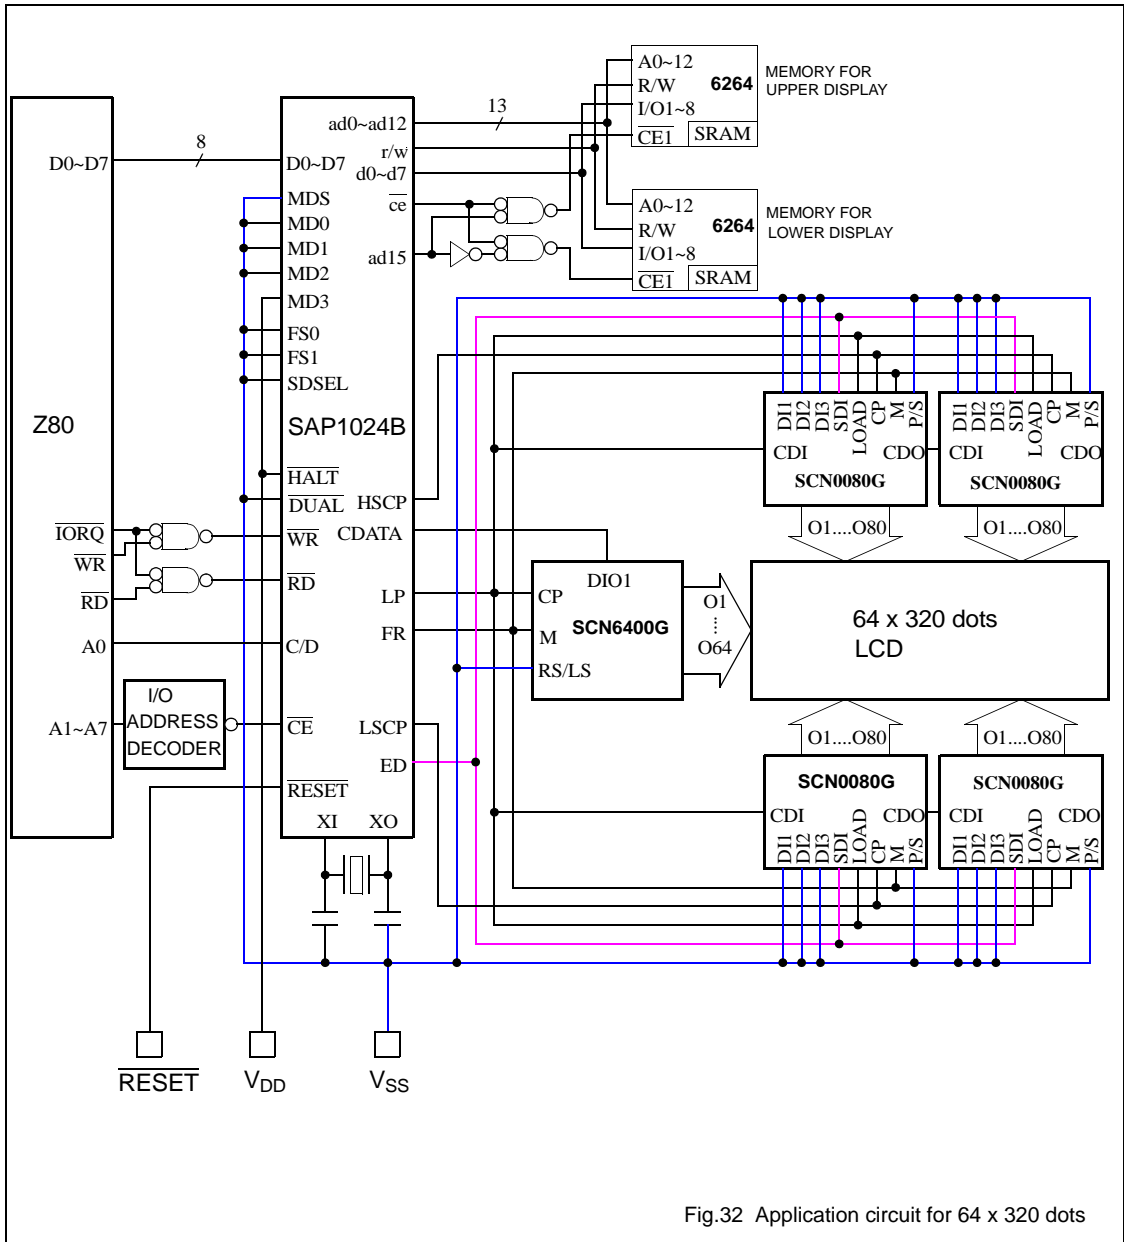 Z80
D0~D7
IORQ
WR
RD
A0
A1~A7
8
I/O
ADDRESS
DECODER
SAP1024B
D0~D7
MDS
MD0
MD1
MD2
MD3
FS0
FS1
SDSEL
HALT
DUAL
WR
RD
C/D
CE
RESET
XI
XO
ad0~ad12
r/w
d0~d7
ce
ad15
HSCP
CDATA
LP
FR
LSCP
ED
13
A0~12
R/W
I/O1~8
CE1
6264
SRAM
MEMORY FOR
UPPER DISPLAY
A0~12
R/W
I/O1~8
CE1
6264
SRAM
MEMORY FOR
LOWER DISPLAY
DI1
DI2
DI3
SDI
LOAD
CP
M
P/S
CDI
CDO
SCN0080G
O1....O80
DI1
DI2
DI3
SDI
LOAD
CP
M
P/S
CDI
CDO
SCN0080G
O1....O80
DIO1
CP
SCN6400G
M
RS/LS
O1
....
O64
64 x 320 dots
LCD
O1....O80
SCN0080G
CDI
CDO
DI1
DI2
DI3
SDI
LOAD
CP
M
P/S
O1....O80
SCN0080G
CDI
CDO
DI1
DI2
DI3
SDI
LOAD
CP
M
P/S
RESET
VDD
VSS
Fig.32 Application circuit for 64 x 320 dots